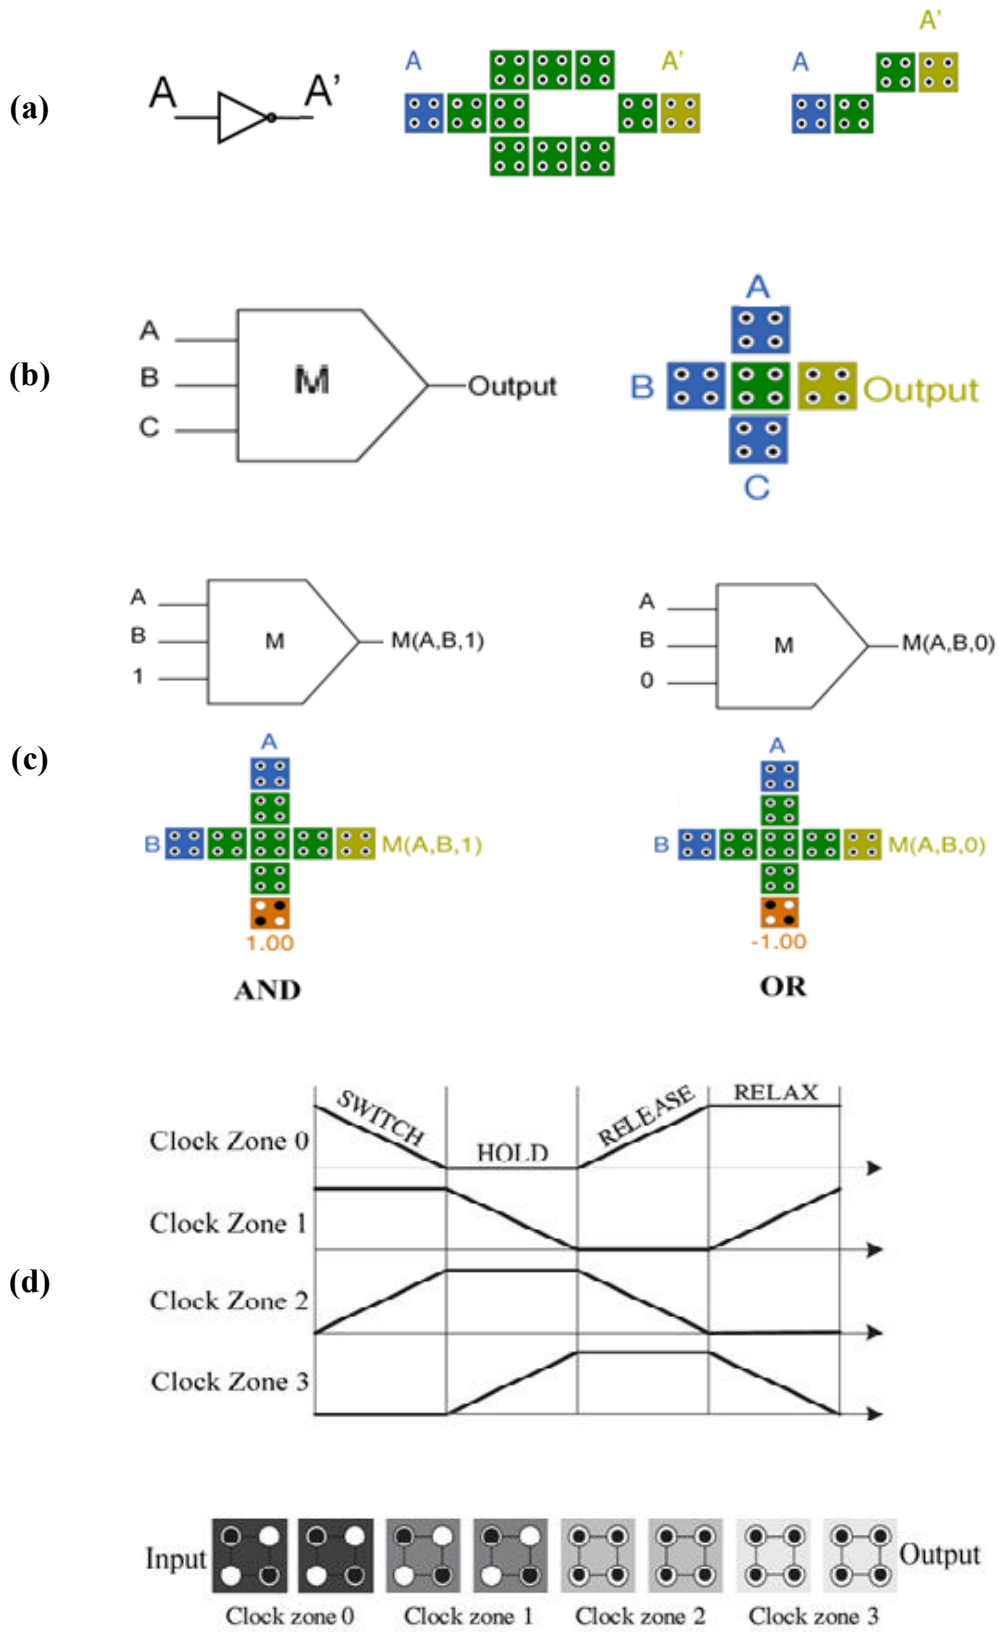 (a)
A
A'
A
A'
A
A'
(b)
A
B
C
M
Output
A
B
Output
C
(c)
A
B
1
M
M(A,B,1)
A
B
0
M
M(A,B,0)
A
B
M(A,B,1)
1.00
AND
A
B
M(A,B,0)
-1.00
OR
(d)
SWITCH
HOLD
RELEASE
RELAX
Clock Zone 0
Clock Zone 1
Clock Zone 2
Clock Zone 3
Input
Output
Clock zone 0
Clock zone 1
Clock zone 2
Clock zone 3